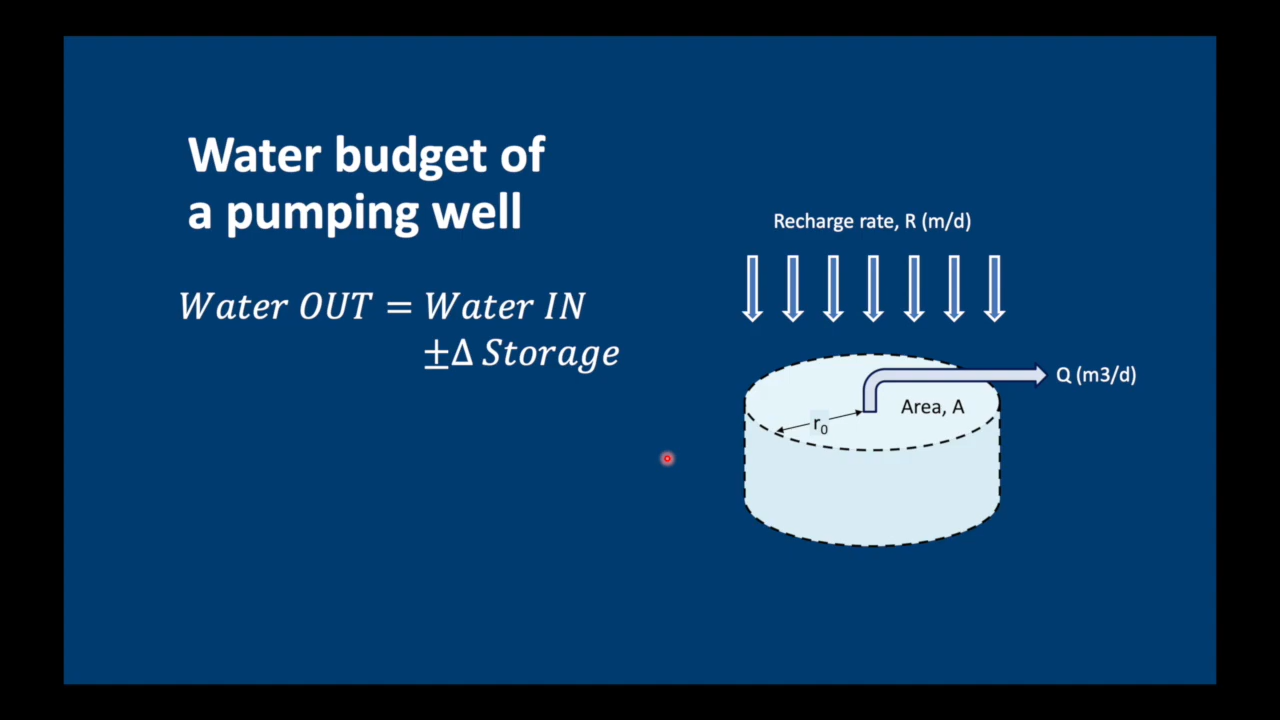 Water budget of
a pumping well
Water OUT = Water IN
±Δ Storage
Recharge rate, R (m/d)
Q (m3/d)
Area, A
r₀